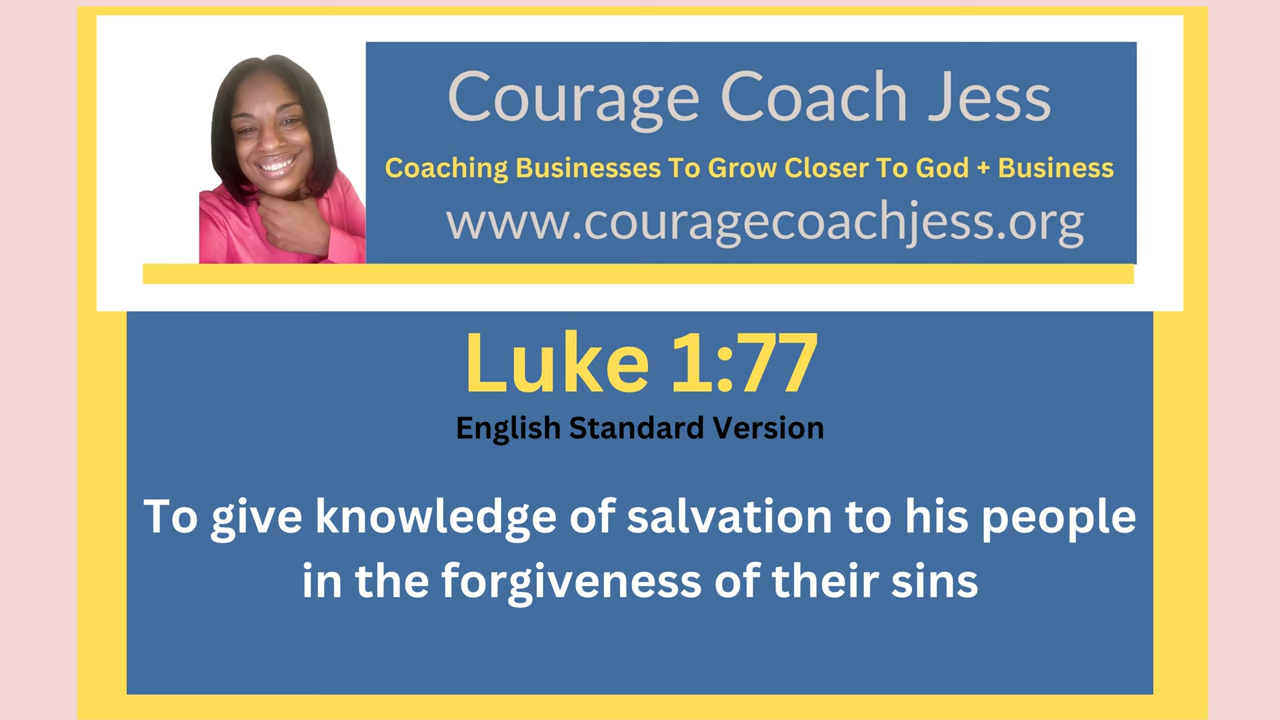 Courage Coach Jess
Coaching Businesses To Grow Closer To God + Business
www.couragecoachjess.org
Luke 1:77
English Standard Version
To give knowledge of salvation to his people
in the forgiveness of their sins